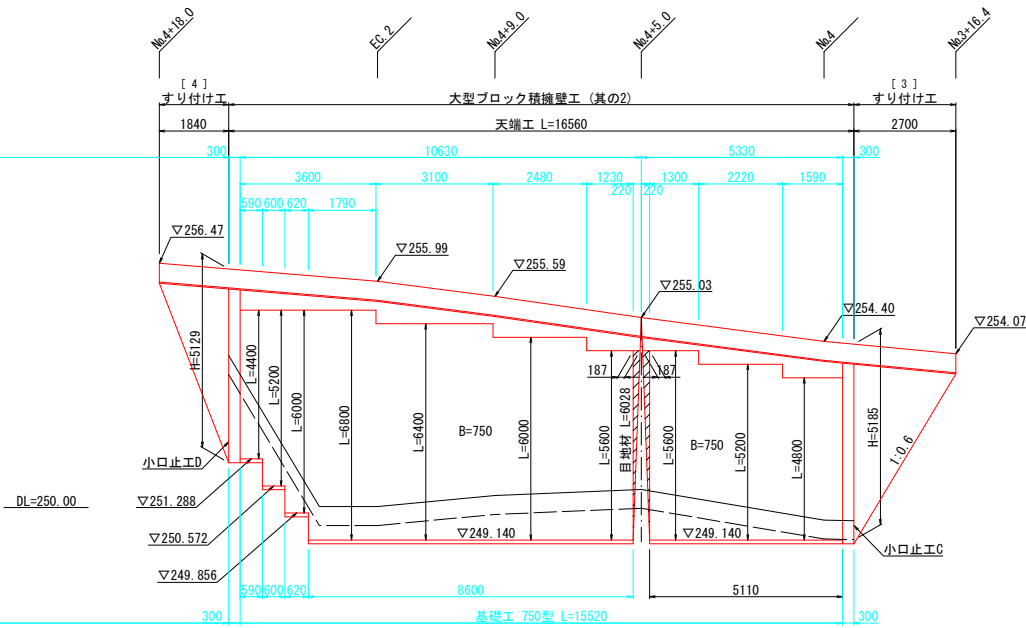 No.4+18.0
EC.2
No.4+9.0
No.4+5.0
No.4
No.3+16.4
[ 4 ]
すり付け工
大型ブロック積擁壁工 (其の2)
[ 3 ]
すり付け工
1840
天端工 L=16560
2700
300
10630
5330
300
3600
3100
2480
1230
220
220
1300
2220
1590
590
600
620
1790
▽256.47
▽255.99
▽255.59
▽255.03
▽254.40
▽254.07
H=5129
L=4400
L=5200
L=6000
L=6800
L=6400
B=750
L=6000
L=5600
187
目地材 L=6028
187
L=5600
B=750
L=5200
L=4800
H=5185
1:0.6
小口止工D
DL=250.00
▽251.288
▽250.572
▽249.856
▽249.140
▽249.140
小口止工C
590
600
620
8600
5110
300
基礎工 750型 L=15520
300